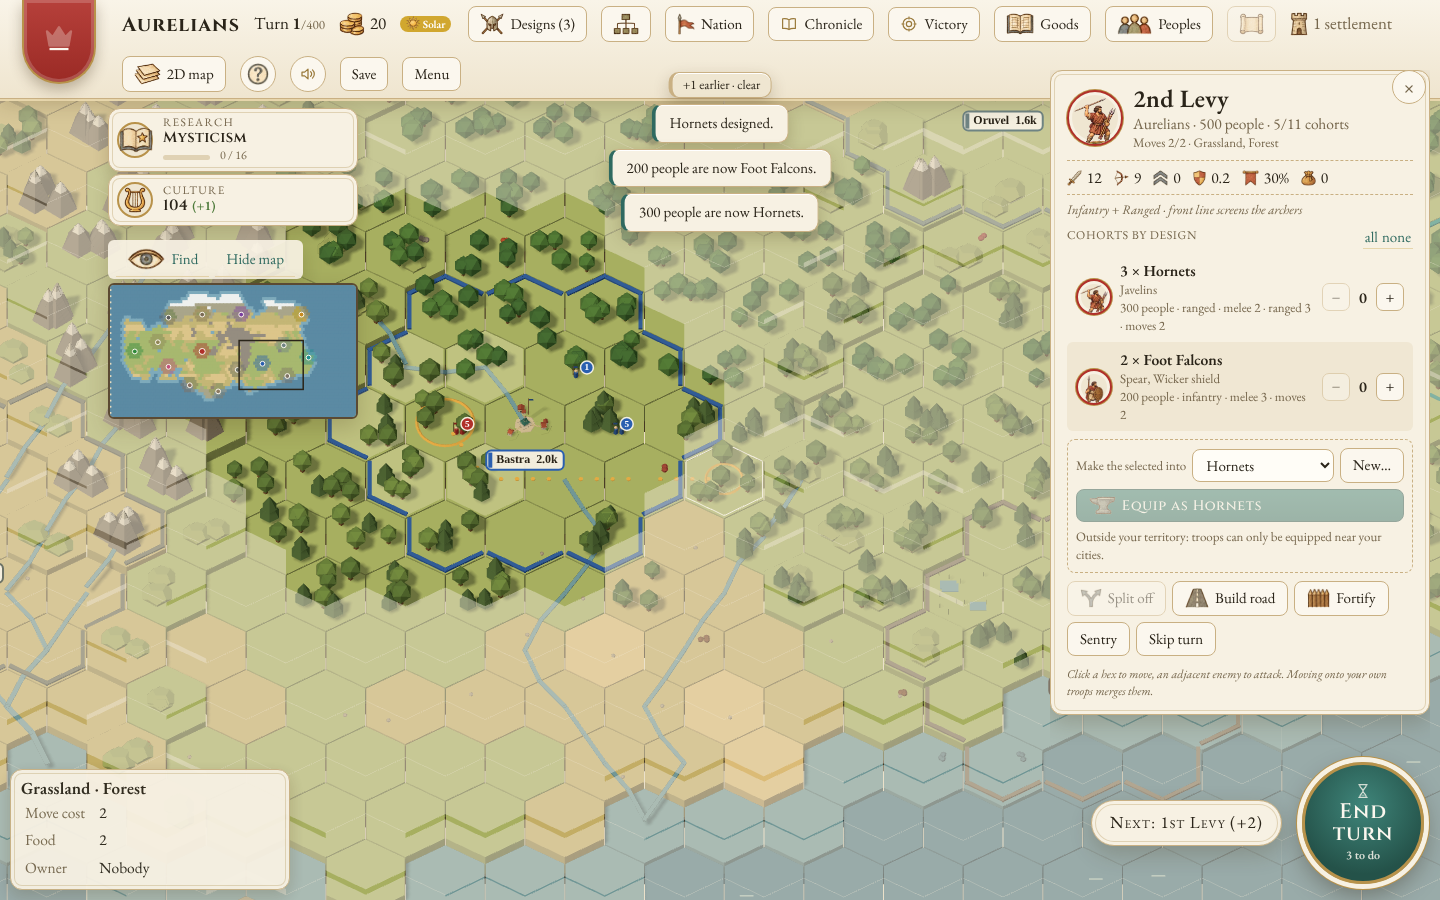 Aurelians
Turn 1/400
20
Solar
Designs (3)
Nation
Chronicle
Victory
Goods
Peoples
1 settlement
2D map
?
Save
Menu
+1 earlier · clear
Hornets designed.
200 people are now Foot Falcons.
300 people are now Hornets.
Research
Mysticism
0 / 16
Culture
104 (+1)
Find
Hide map
Oruvel 1.6k
1
5
5
Bastra 2.0k
×
2nd Levy
Aurelians · 500 people · 5/11 cohorts
Moves 2/2 · Grassland, Forest
12 9 0 0.2 30% 0
Infantry + Ranged · front line screens the archers
COHORTS BY DESIGN
all none
3 × Hornets
Javelins
300 people · ranged · melee 2 · ranged 3
· moves 2
− 0 +
2 × Foot Falcons
Spear, Wicker shield
200 people · infantry · melee 3 · moves
2
− 0 +
Make the selected into
Hornets
New...
Equip as Hornets
Outside your territory: troops can only be equipped near your
cities.
Split off
Build road
Fortify
Sentry
Skip turn
Click a hex to move, an adjacent enemy to attack. Moving onto your own
troops merges them.
Grassland · Forest
Move cost 2
Food 2
Owner Nobody
Next: 1st Levy (+2)
End
Turn
3 to do